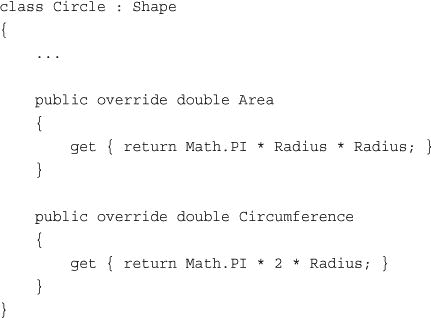 class Circle : Shape
{
    ...
    public override double Area
    {
        get { return Math.PI * Radius * Radius; }
    }
    public override double Circumference
    {
        get { return Math.PI * 2 * Radius; }
    }
}